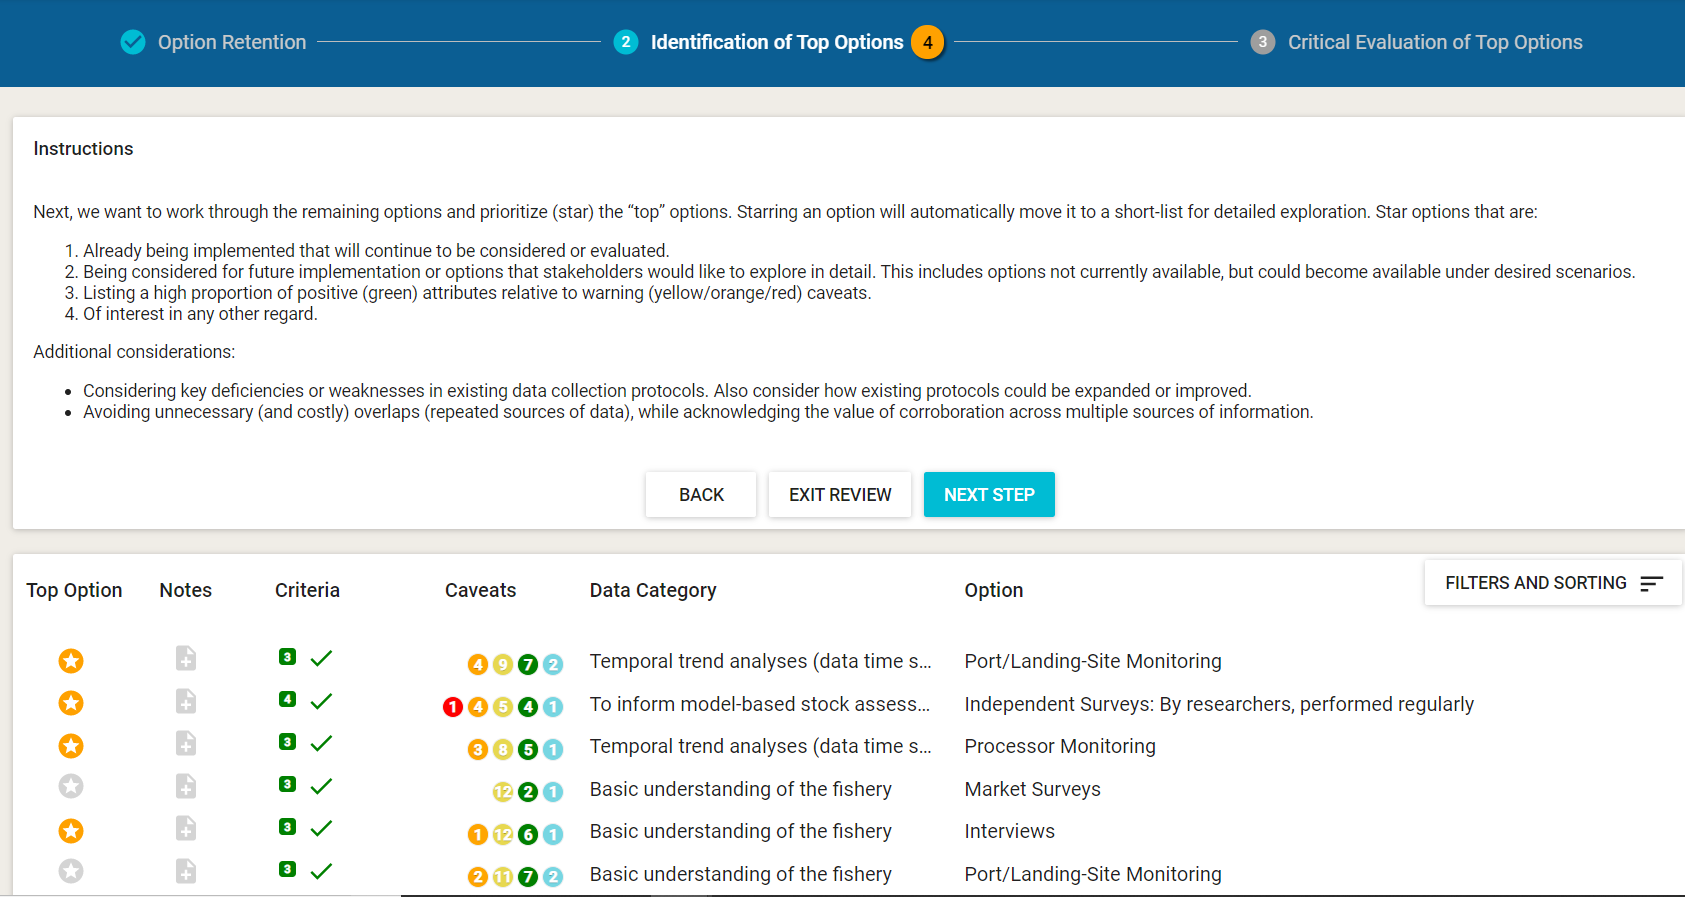 Option Retention
2 Identification of Top Options 4
3 Critical Evaluation of Top Options
Instructions
Next, we want to work through the remaining options and prioritize (star) the “top” options. Starring an option will automatically move it to a short-list for detailed exploration. Star options that are:
1. Already being implemented that will continue to be considered or evaluated.
2. Being considered for future implementation or options that stakeholders would like to explore in detail. This includes options not currently available, but could become available under desired scenarios.
3. Listing a high proportion of positive (green) attributes relative to warning (yellow/orange/red) caveats.
4. Of interest in any other regard.
Additional considerations:
• Considering key deficiencies or weaknesses in existing data collection protocols. Also consider how existing protocols could be expanded or improved.
• Avoiding unnecessary (and costly) overlaps (repeated sources of data), while acknowledging the value of corroboration across multiple sources of information.
BACK EXIT REVIEW NEXT STEP
Top Option Notes Criteria Caveats Data Category Option FILTERS AND SORTING
3 4 9 7 2 Temporal trend analyses (data time s... Port/Landing-Site Monitoring
4 1 4 5 4 1 To inform model-based stock assess... Independent Surveys: By researchers, performed regularly
3 3 8 5 1 Temporal trend analyses (data time s... Processor Monitoring
3 12 2 1 Basic understanding of the fishery Market Surveys
3 1 12 6 1 Basic understanding of the fishery Interviews
3 2 11 7 2 Basic understanding of the fishery Port/Landing-Site Monitoring